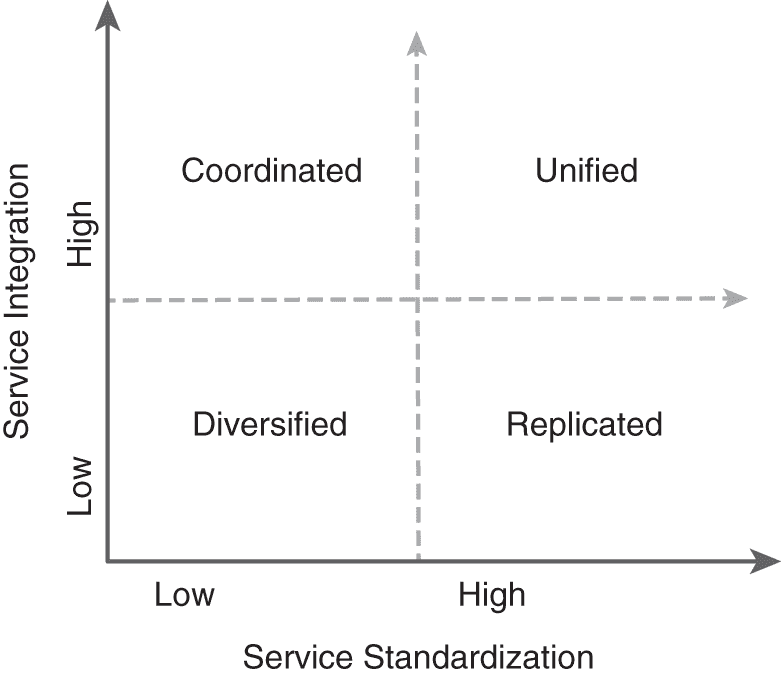 Service Integration
High
Low
Coordinated
Unified
Diversified
Replicated
Low
High
Service Standardization